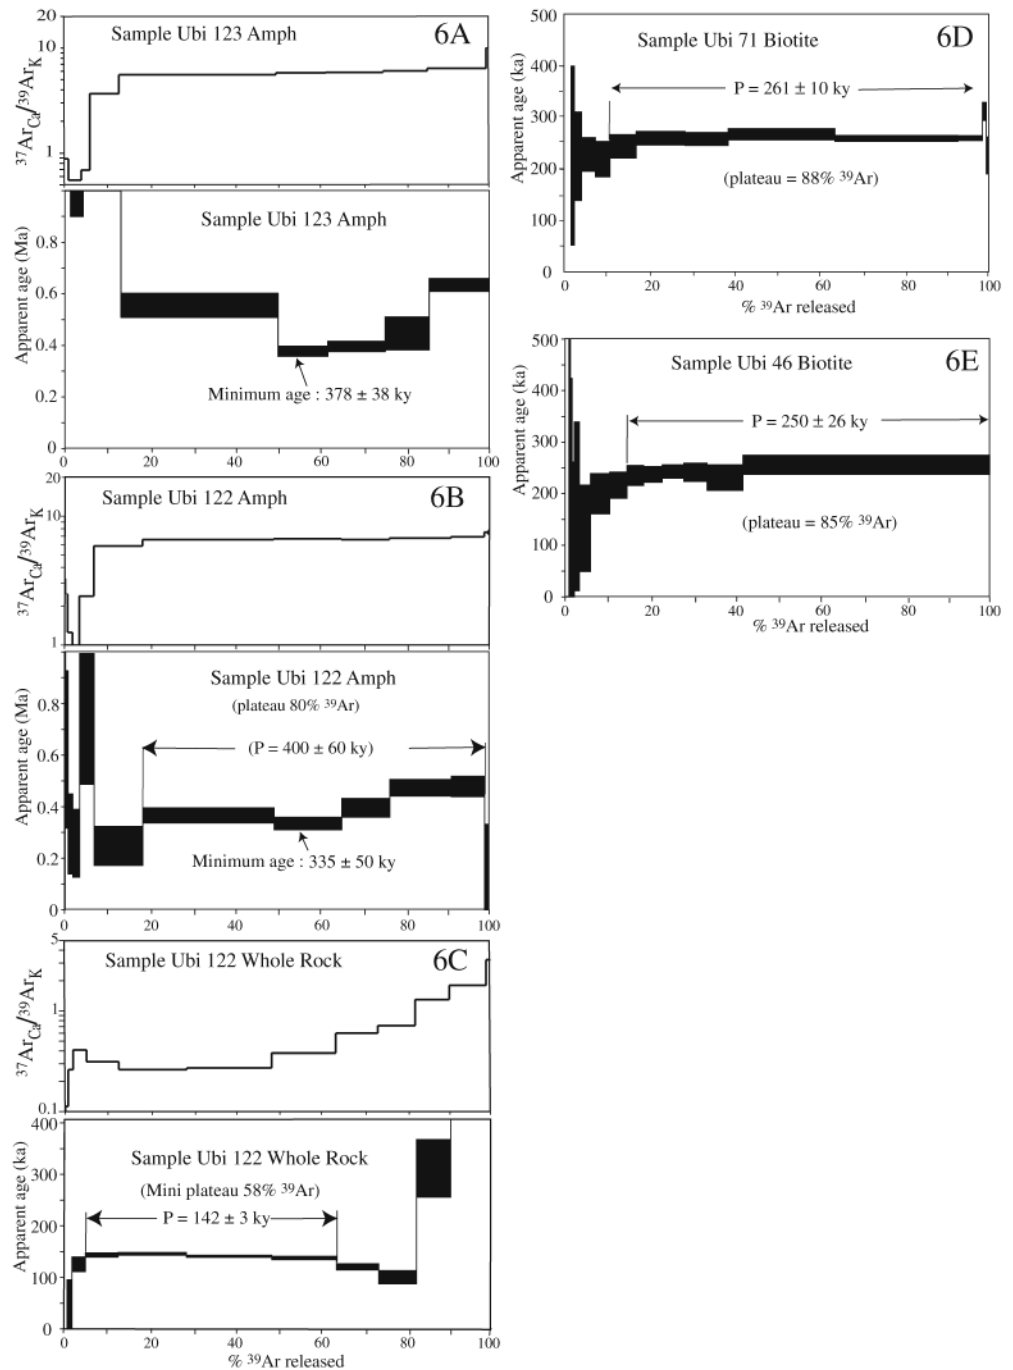 20
Sample Ubi 123 Amph
6A
10
1
37ArCa/39ArK
Sample Ubi 123 Amph
0.8
0.6
0.4
0.2
0
Apparent age (Ma)
Minimum age : 378 ± 38 ky
0 20 40 60 80 100
20
Sample Ubi 122 Amph
6B
10
1
37ArCa/39ArK
Sample Ubi 122 Amph
(plateau 80% 39Ar)
(P = 400 ± 60 ky)
0.8
0.6
0.4
0.2
0
Apparent age (Ma)
Minimum age : 335 ± 50 ky
0 20 40 60 80 100
5
Sample Ubi 122 Whole Rock
6C
1
0.1
37ArCa/39ArK
400
300
200
100
0
Apparent age (ka)
Sample Ubi 122 Whole Rock
(Mini plateau 58% 39Ar)
P = 142 ± 3 ky
0 20 40 60 80 100
% 39Ar released
500
400
300
200
100
0
Apparent age (ka)
Sample Ubi 71 Biotite
6D
P = 261 ± 10 ky
(plateau = 88% 39Ar)
0 20 40 60 80 100
% 39Ar released
500
400
300
200
100
0
Apparent age (ka)
Sample Ubi 46 Biotite
6E
P = 250 ± 26 ky
(plateau = 85% 39Ar)
0 20 40 60 80 100
% 39Ar released